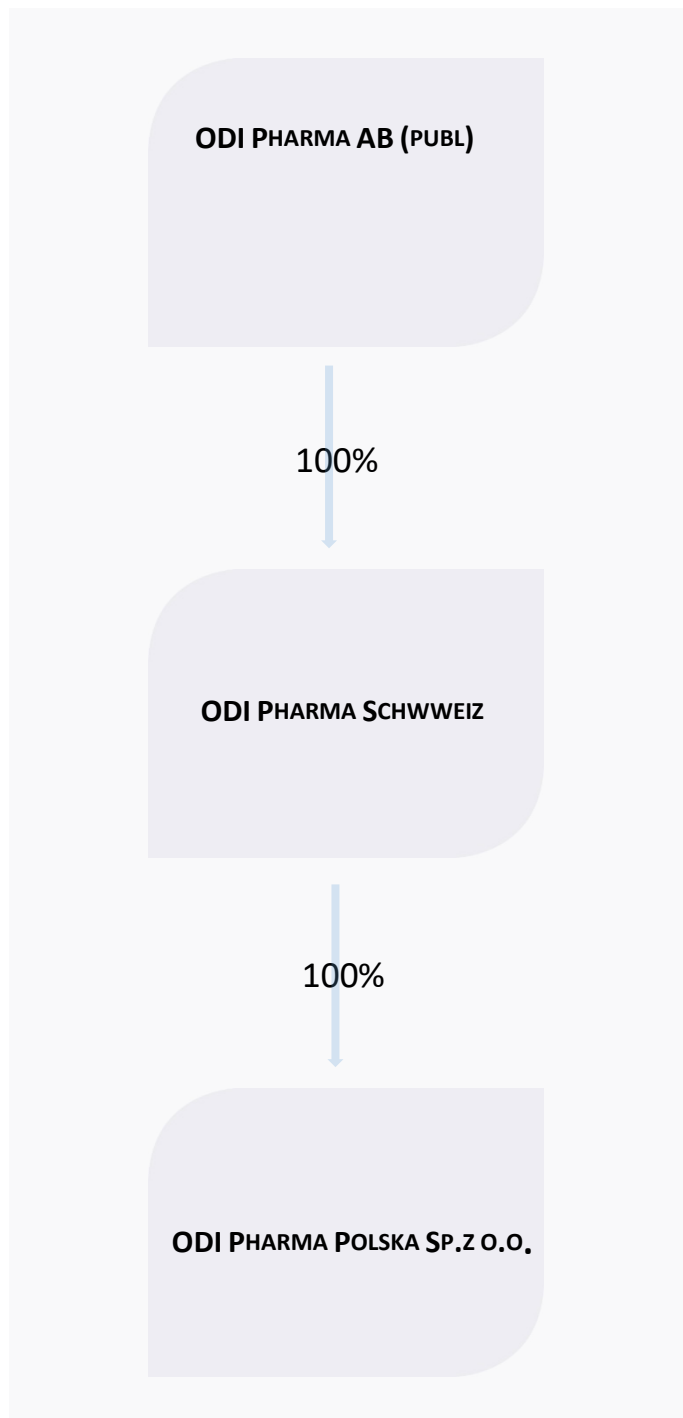 ODI PHARMA AB (PUBL)
100%
ODI PHARMA SCHWWEIZ
100%
ODI PHARMA POLSKA SP.Z O.O.